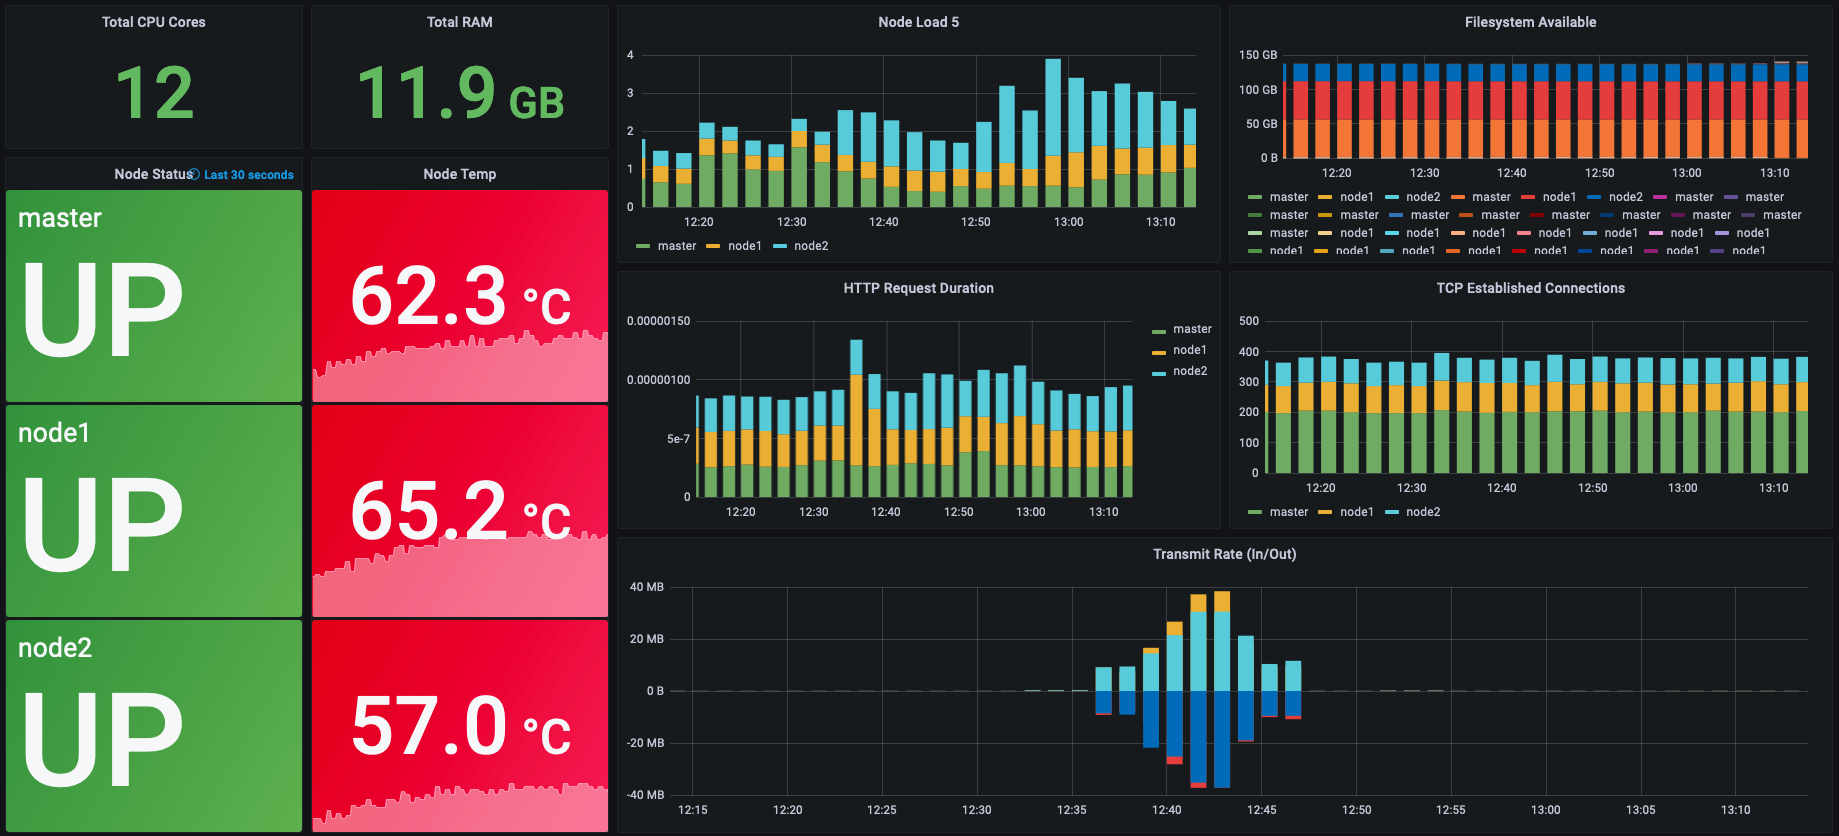 Total CPU Cores
12
Total RAM
11.9 GB
Node Status Last 30 seconds
master
UP
node1
UP
node2
UP
Node Temp
62.3 °C
65.2 °C
57.0 °C
Node Load 5
4
3
2
1
0
12:20 12:30 12:40 12:50 13:00 13:10
master node1 node2
Filesystem Available
150 GB
100 GB
50 GB
0 B
12:20 12:30 12:40 12:50 13:00 13:10
master node1 node2 master node1 node2 master master
master master master master master master master master
master node1 node1 node1 node1 node1 node1 node1
node1 node1 node1 node1 node1 node1 node1 node1
HTTP Request Duration
0.00000150
0.00000100
5e-7
0
12:20 12:30 12:40 12:50 13:00 13:10
master
node1
node2
TCP Established Connections
500
400
300
200
100
0
12:20 12:30 12:40 12:50 13:00 13:10
master node1 node2
Transmit Rate (In/Out)
40 MB
20 MB
0 B
-20 MB
-40 MB
12:15 12:20 12:25 12:30 12:35 12:40 12:45 12:50 12:55 13:00 13:05 13:10